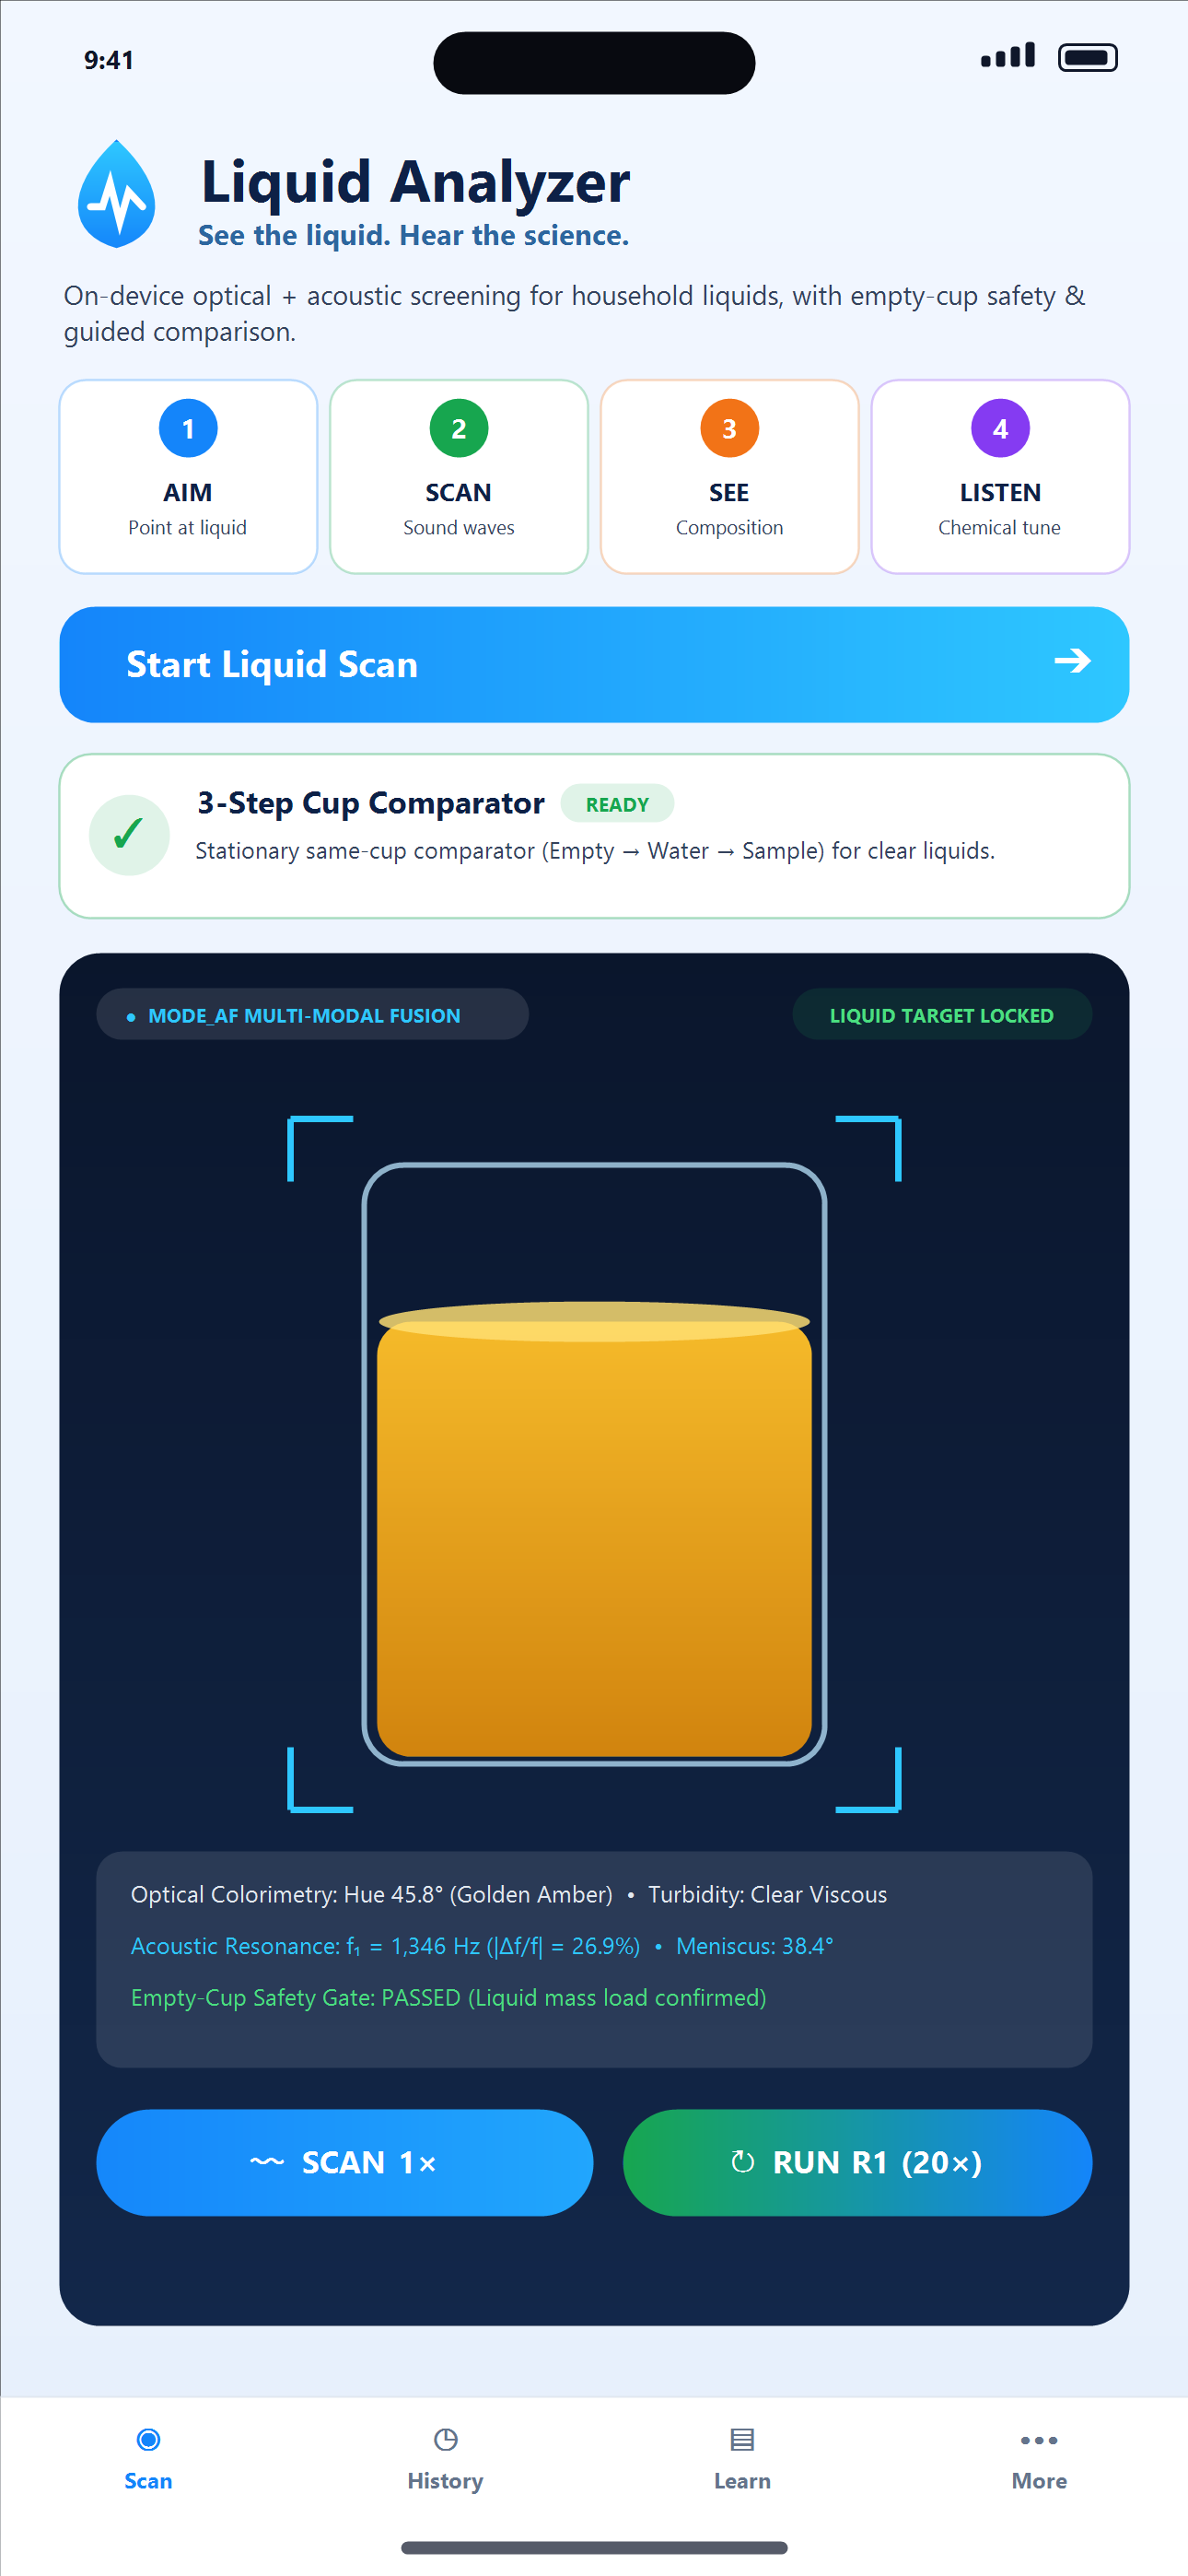 9:41
Liquid Analyzer
See the liquid. Hear the science.
On-device optical + acoustic screening for household liquids, with empty-cup safety &
guided comparison.
1
AIM
Point at liquid
2
SCAN
Sound waves
3
SEE
Composition
4
LISTEN
Chemical tune
Start Liquid Scan →
✓
3-Step Cup Comparator READY
Stationary same-cup comparator (Empty → Water → Sample) for clear liquids.
● MODE_AF MULTI-MODAL FUSION
LIQUID TARGET LOCKED
Optical Colorimetry: Hue 45.8° (Golden Amber) • Turbidity: Clear Viscous
Acoustic Resonance: f₁ = 1,346 Hz (|Δf/f| = 26.9%) • Meniscus: 38.4°
Empty-Cup Safety Gate: PASSED (Liquid mass load confirmed)
SCAN 1×
↻ RUN R1 (20×)
Scan
History
Learn
More